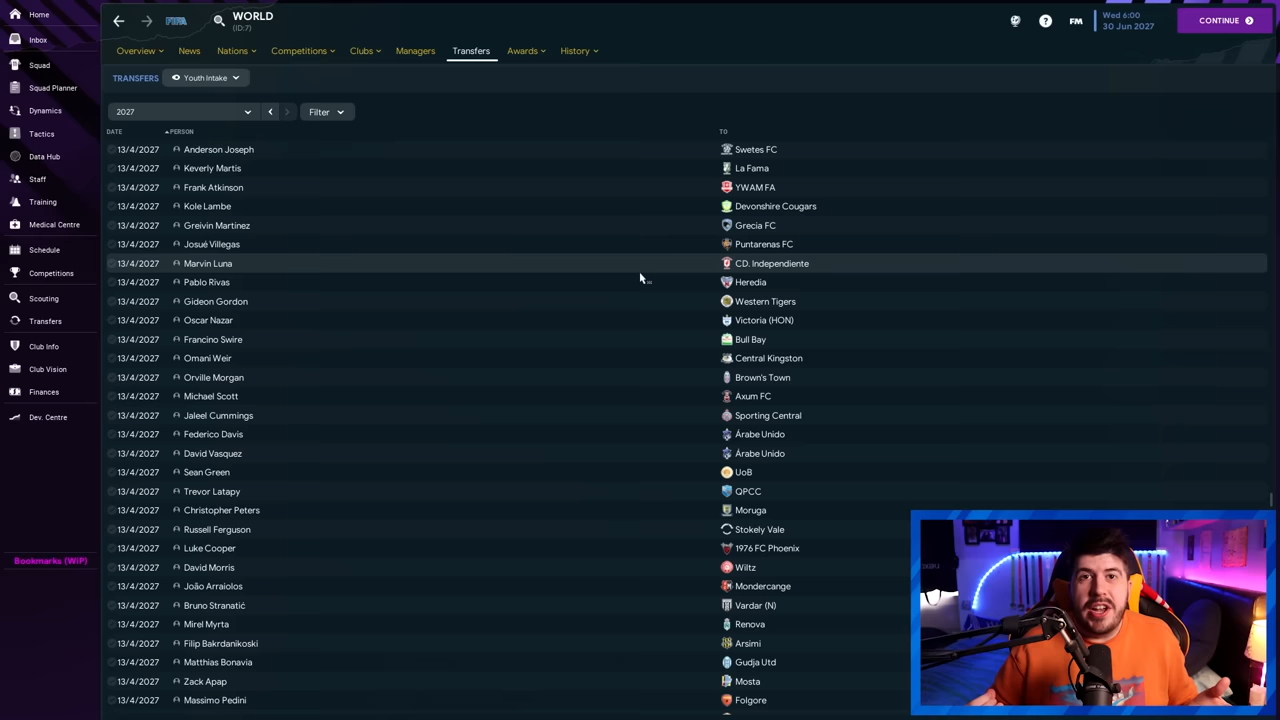 Home
WORLD
(ID:7)
FIFA
Wed 6:00
30 Jun 2027
FM
CONTINUE
Inbox
Overview
News
Nations
Competitions
Clubs
Managers
Transfers
Awards
History
Squad
Squad Planner
Dynamics
Tactics
Data Hub
Staff
Training
Medical Centre
Schedule
Competitions
Scouting
Transfers
Club Info
Club Vision
Finances
Dev. Centre
Bookmarks (WiP)
TRANSFERS
Youth Intake
2027
Filter
DATE PERSON TO
13/4/2027 Anderson Joseph Swetes FC
13/4/2027 Keverly Martis La Fama
13/4/2027 Frank Atkinson YWAM FA
13/4/2027 Kole Lambe Devonshire Cougars
13/4/2027 Greivin Martínez Grecia FC
13/4/2027 Josué Villegas Puntarenas FC
13/4/2027 Marvin Luna CD. Independiente
13/4/2027 Pablo Rivas Heredia
13/4/2027 Gideon Gordon Western Tigers
13/4/2027 Oscar Nazar Victoria (HON)
13/4/2027 Francino Swire Bull Bay
13/4/2027 Omani Weir Central Kingston
13/4/2027 Orville Morgan Brown's Town
13/4/2027 Michael Scott Axum FC
13/4/2027 Jaleel Cummings Sporting Central
13/4/2027 Federico Davis Árabe Unido
13/4/2027 David Vasquez Árabe Unido
13/4/2027 Sean Green UoB
13/4/2027 Trevor Latapy QPCC
13/4/2027 Christopher Peters Moruga
13/4/2027 Russell Ferguson Stokely Vale
13/4/2027 Luke Cooper 1976 FC Phoenix
13/4/2027 David Morris Wiltz
13/4/2027 João Arraiolos Mondercange
13/4/2027 Bruno Stranatić Vardar (N)
13/4/2027 Mirel Myrta Renova
13/4/2027 Filip Bakrdanikoski Arsimi
13/4/2027 Matthias Bonavia Gudja Utd
13/4/2027 Zack Apap Mosta
13/4/2027 Massimo Pedini Folgore